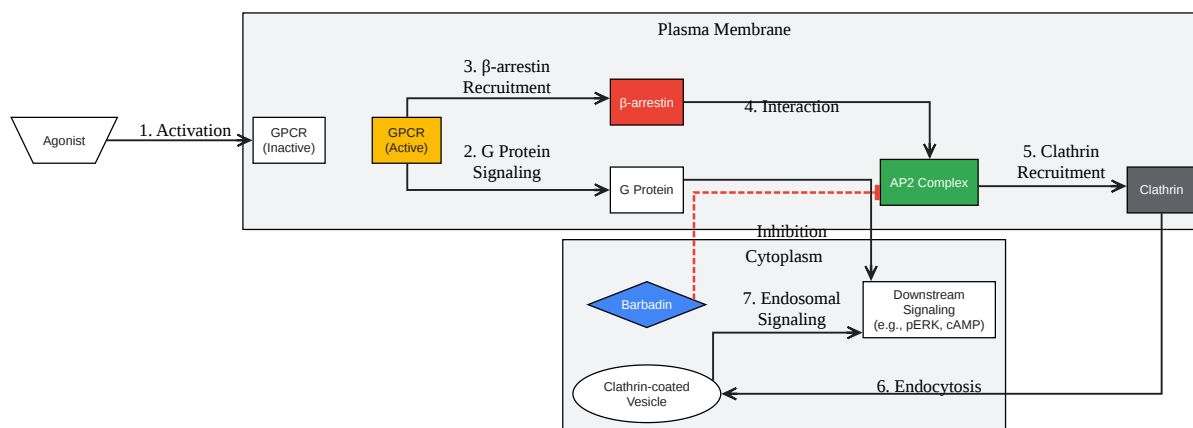 Plasma Membrane
3. β-arrestin
Recruitment
β-arrestin
4. Interaction
Agonist
1. Activation
GPCR
(Inactive)
GPCR
(Active)
2. G Protein
Signaling
G Protein
AP2 Complex
5. Clathrin
Recruitment
Clathrin
Inhibition
Cytoplasm
Barbadin
7. Endosomal
Signaling
Downstream
Signaling
(e.g., pERK, cAMP)
Clathrin-coated
Vesicle
6. Endocytosis